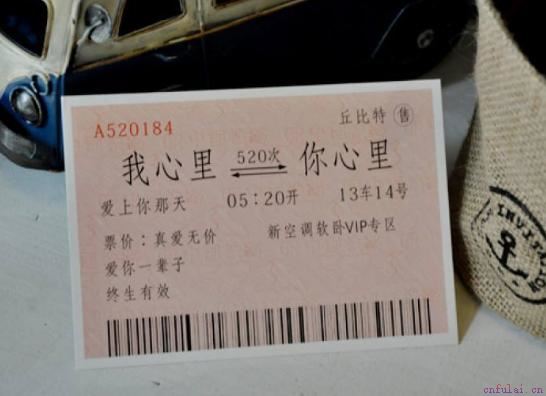 A520184
丘比特 售
我心里 520次 你心里
爱上你那天 05:20开 13车14号
票价：真爱无价 新空调软卧VIP专区
爱你一辈子
终生有效
INVITATION
cnfulai.cn